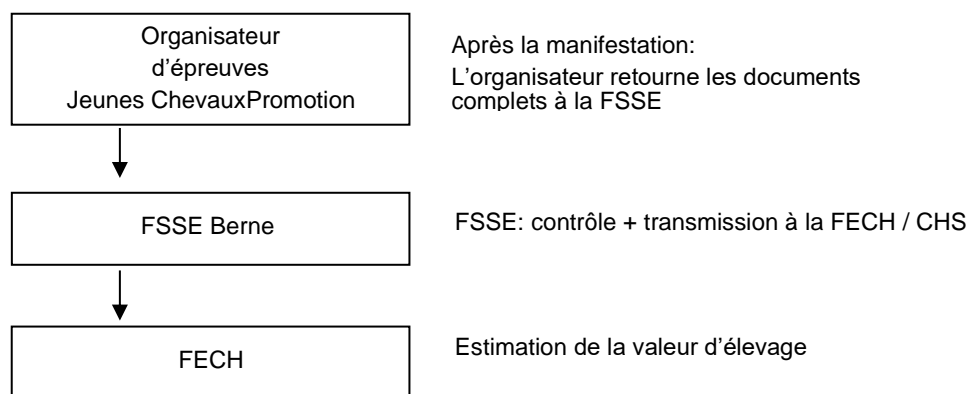 Organisateur
d'épreuves
Jeunes ChevauxPromotion
Après la manifestation:
L'organisateur retourne les documents
complets à la FSSE
FSSE Berne
FSSE: contrôle + transmission à la FECH / CHS
FECH
Estimation de la valeur d'élevage